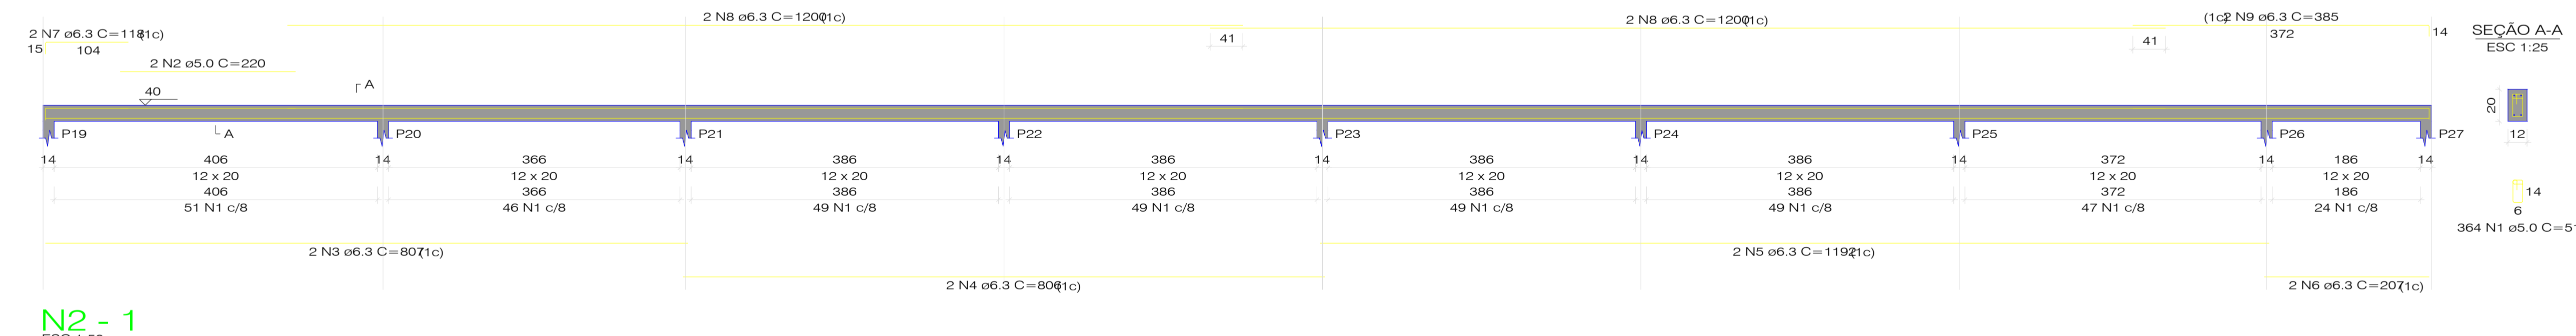 2 N8 ø6.3 C=1200 (1c)
2 N8 ø6.3 C=1200 (1c)
(1c) 2 N9 ø6.3 C=385
2 N7 ø6.3 C=118 (1c)
15 104
41
41
372
14
SEÇÃO A-A
ESC 1:25
2 N2 ø5.0 C=220
A
40
A
P19 P20 P21 P22 P23 P24 P25 P26 P27
20
12
14 406 14 366 14 386 14 386 14 386 14 386 14 372 14 186 14
12 x 20 12 x 20 12 x 20 12 x 20 12 x 20 12 x 20 12 x 20 12 x 20
406 366 386 386 386 386 372 186
51 N1 c/8 46 N1 c/8 49 N1 c/8 49 N1 c/8 49 N1 c/8 49 N1 c/8 47 N1 c/8 24 N1 c/8
14
6
364 N1 ø5.0 C=51
2 N3 ø6.3 C=807 (1c)
2 N5 ø6.3 C=1192 (1c)
2 N4 ø6.3 C=806 (1c)
2 N6 ø6.3 C=207 (1c)
N2 - 1